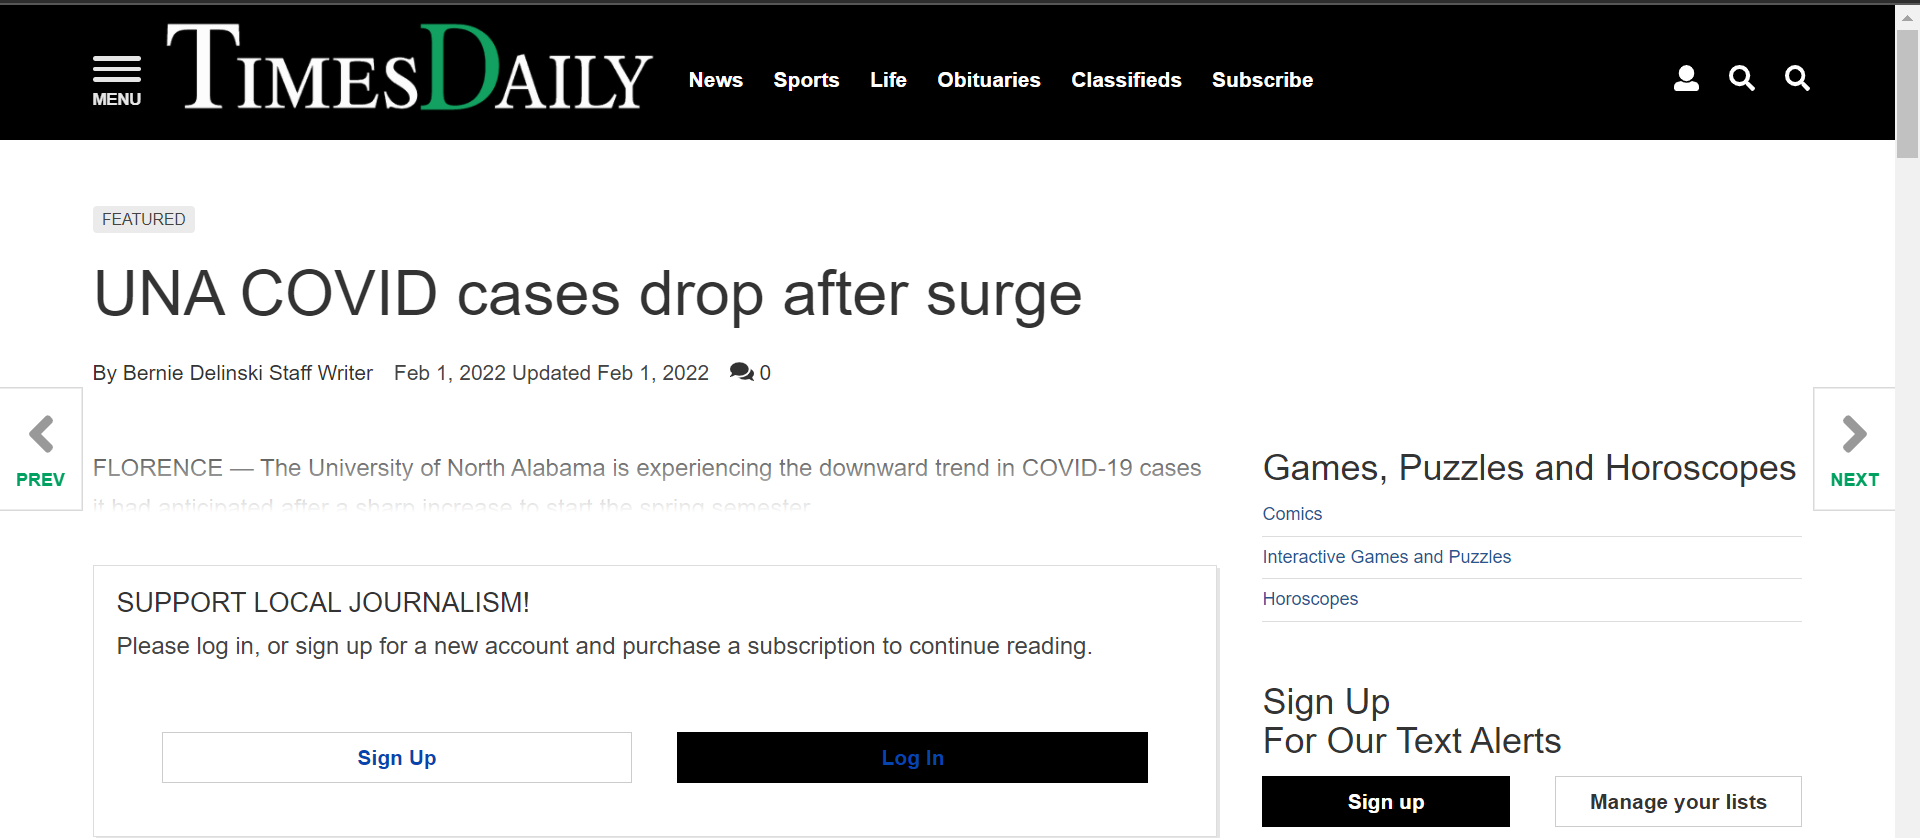 MENU
TIMESDAILY
News Sports Life Obituaries Classifieds Subscribe
FEATURED
UNA COVID cases drop after surge
By Bernie Delinski Staff Writer Feb 1, 2022 Updated Feb 1, 2022 0
PREV
NEXT
FLORENCE — The University of North Alabama is experiencing the downward trend in COVID-19 cases
it had anticipated after a sharp increase to start the spring semester.
SUPPORT LOCAL JOURNALISM!
Please log in, or sign up for a new account and purchase a subscription to continue reading.
Sign Up Log In
Games, Puzzles and Horoscopes
Comics
Interactive Games and Puzzles
Horoscopes
Sign Up
For Our Text Alerts
Sign up Manage your lists